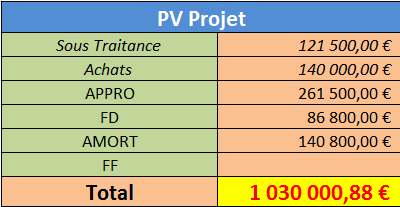 PV Projet
Sous Traitance 121 500,00 €
Achats 140 000,00 €
APPRO 261 500,00 €
FD 86 800,00 €
AMORT 140 800,00 €
FF
Total 1 030 000,88 €